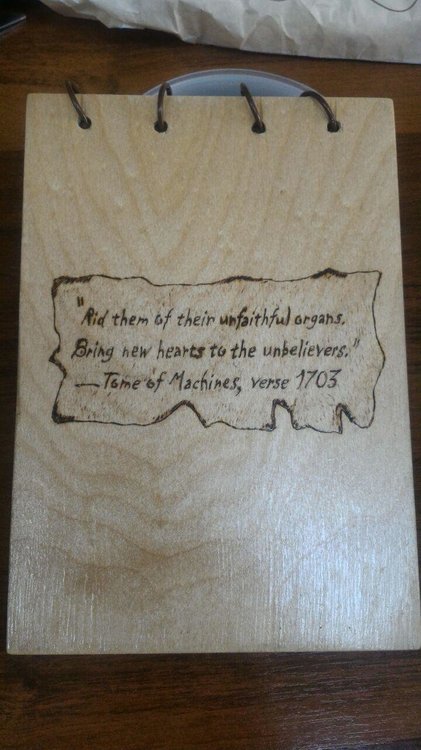 "Rid them of their unfaithful organs.
Bring new hearts to the unbelievers."
—Tome of Machines, verse 1703